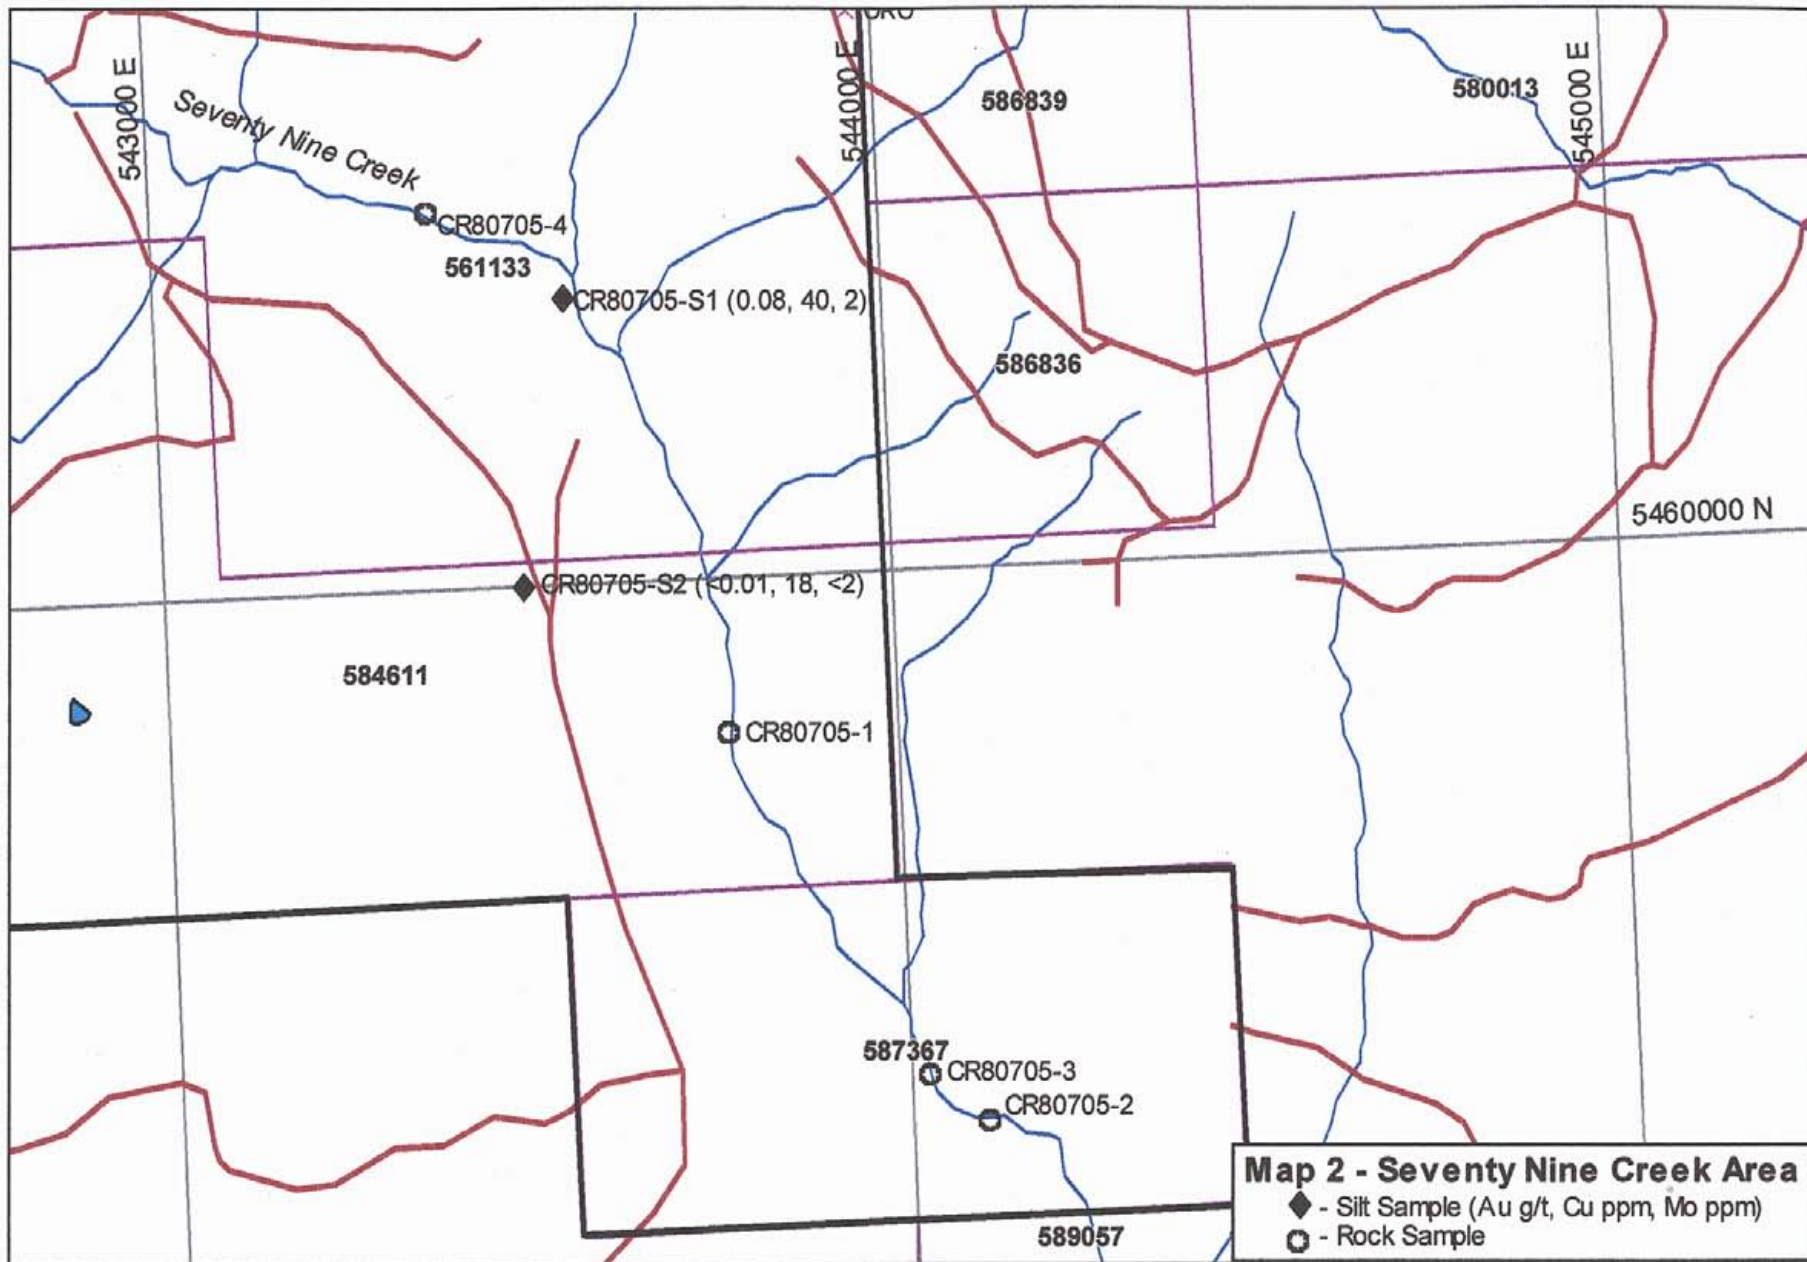 543000 E
Seventy Nine Creek
544000 E
586839
580013
545000 E
CR80705-4
561133
CR80705-S1 (0.08, 40, 2)
586836
5460000 N
CR80705-S2 (<0.01, 18, <2)
584611
CR80705-1
587367
CR80705-3
CR80705-2
589057
Map 2 - Seventy Nine Creek Area
- Silt Sample (Au g/t, Cu ppm, Mo ppm)
- Rock Sample